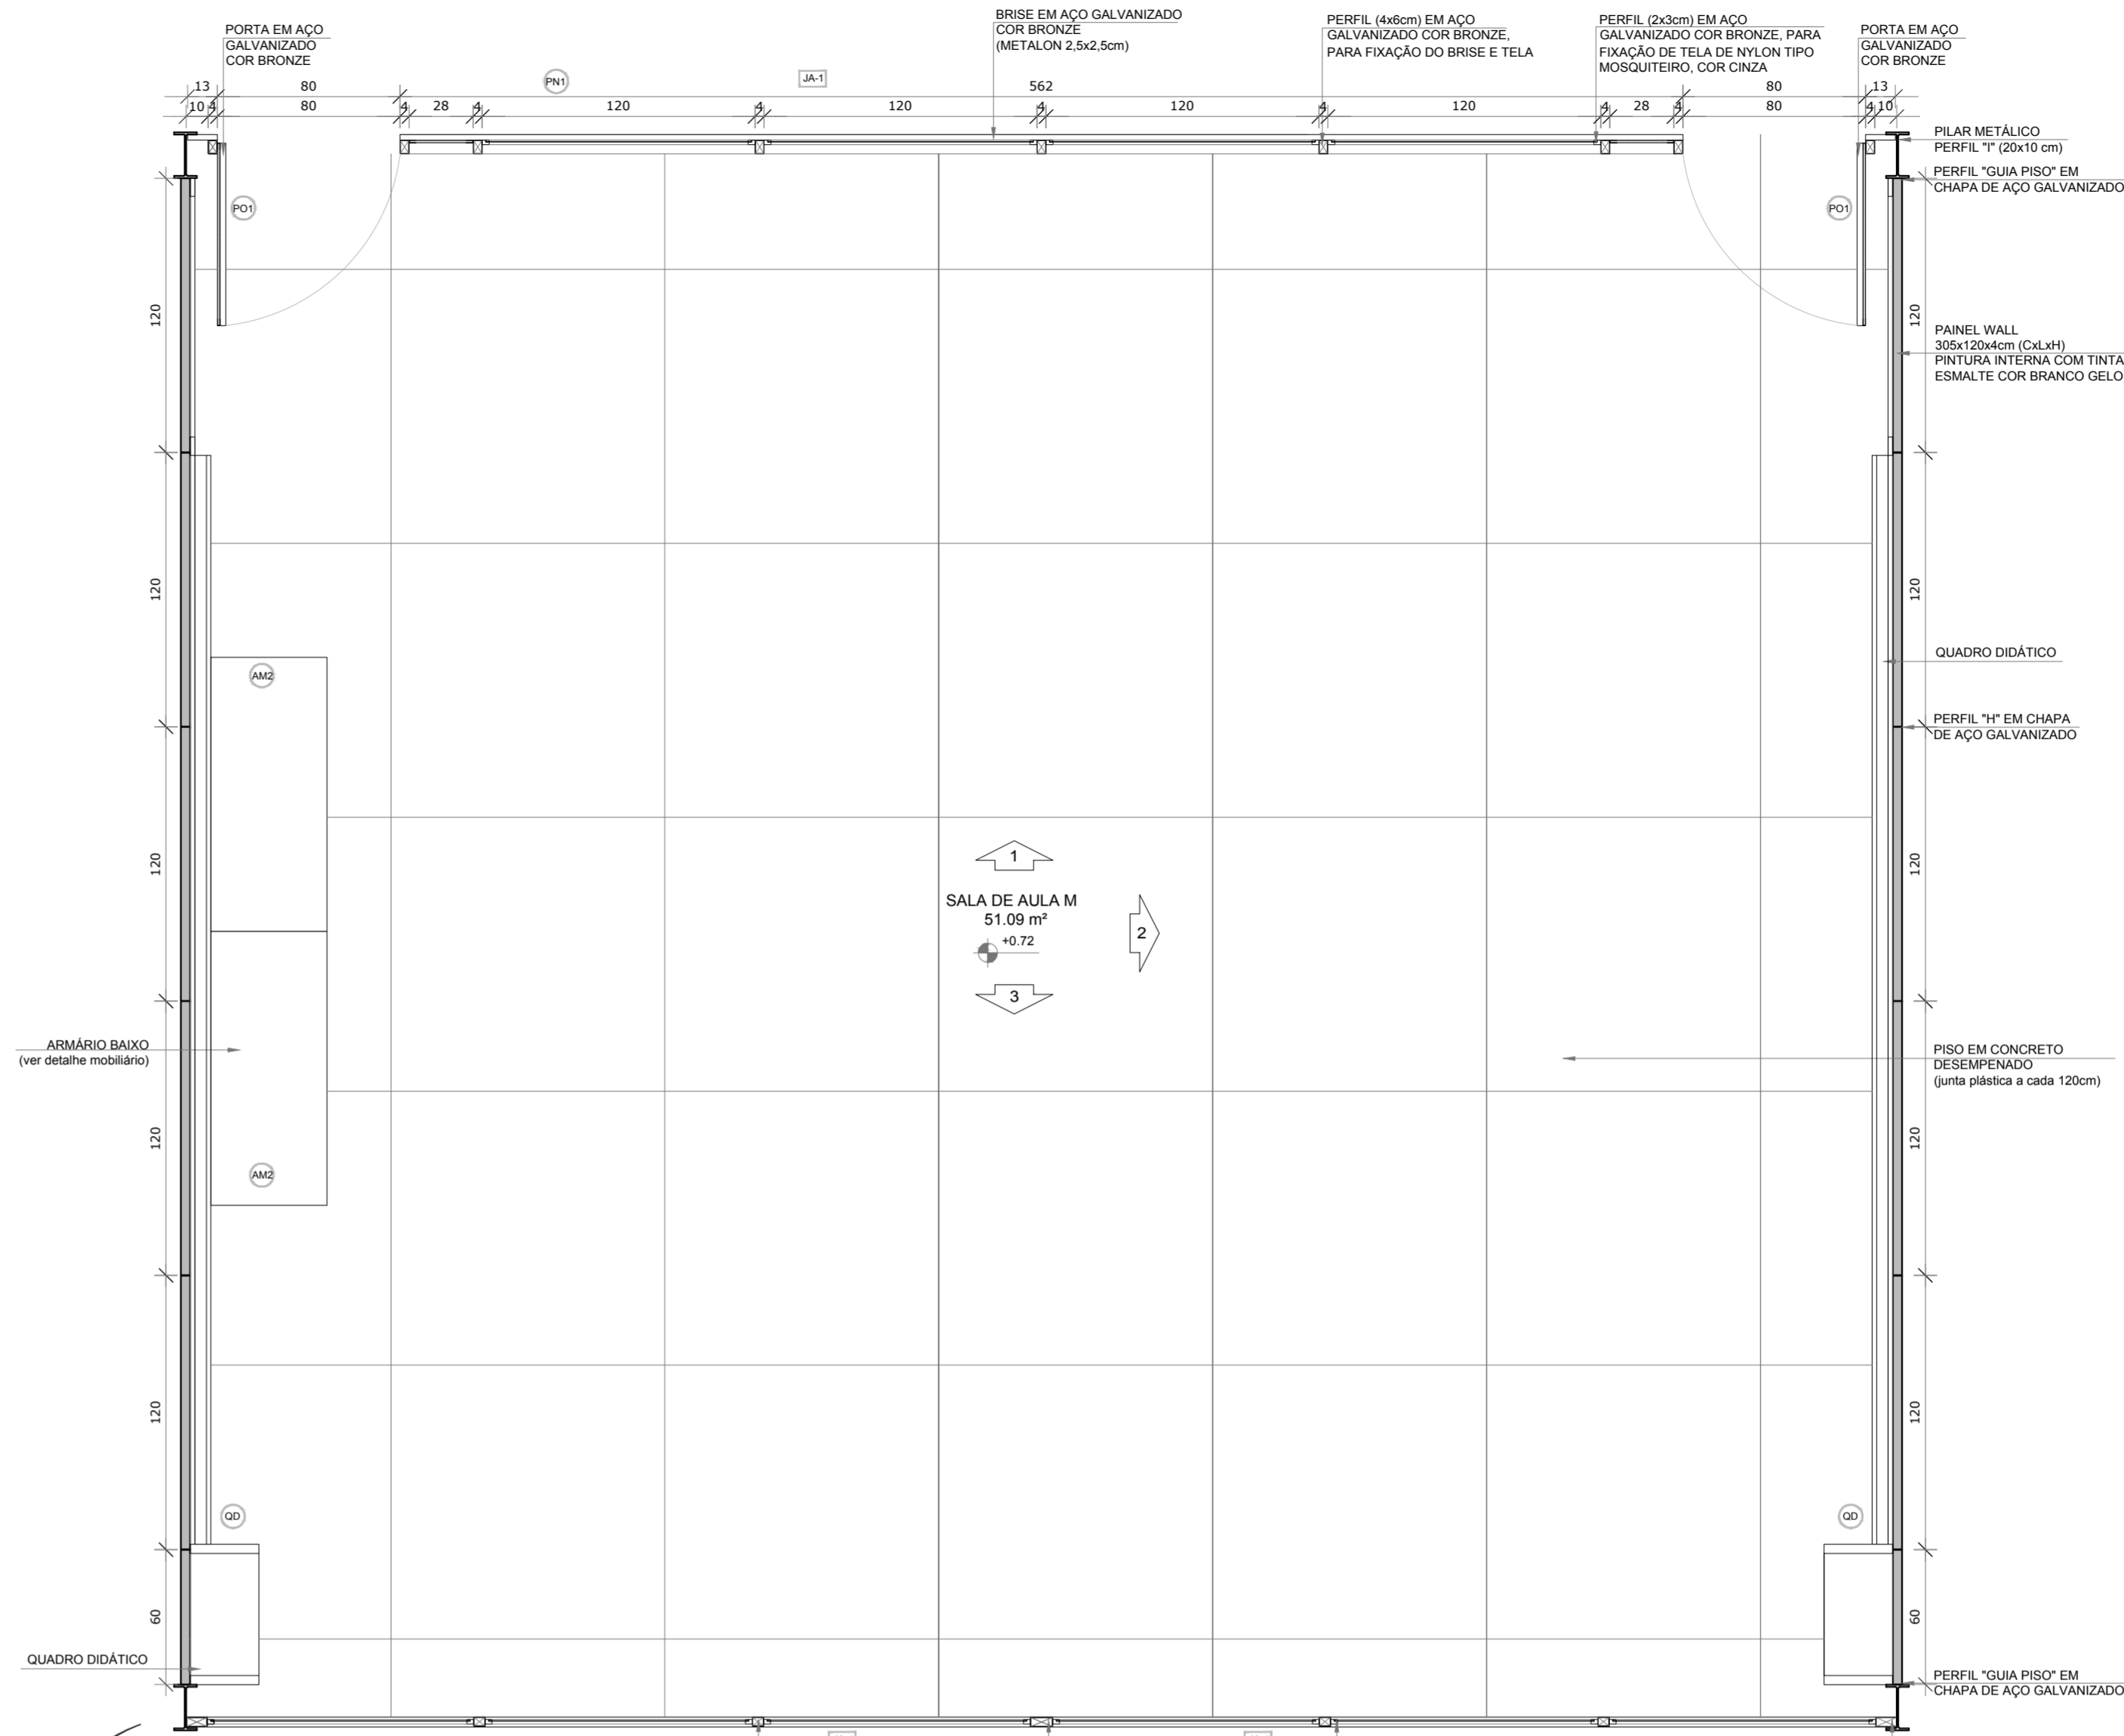 PORTA EM AÇO
GALVANIZADO
COR BRONZE
BRISE EM AÇO GALVANIZADO
COR BRONZE
(METALON 2,5x2,5cm)
PERFIL (4x6cm) EM AÇO
GALVANIZADO COR BRONZE,
PARA FIXAÇÃO DO BRISE E TELA
PERFIL (2x3cm) EM AÇO
GALVANIZADO COR BRONZE, PARA
FIXAÇÃO DE TELA DE NYLON TIPO
MOSQUITEIRO, COR CINZA
PORTA EM AÇO
GALVANIZADO
COR BRONZE
PN1
JA-1
13 80 562 80 13
10 4 80 4 28 4 120 4 120 4 120 4 120 4 28 4 80 4 10
PILAR METÁLICO
PERFIL "I" (20x10 cm)
PERFIL "GUIA PISO" EM
CHAPA DE AÇO GALVANIZADO
PO1
PO1
120
120
PAINEL WALL
305x120x4cm (CxLxH)
PINTURA INTERNA COM TINTA
ESMALTE COR BRANCO GELO
120
120
QUADRO DIDÁTICO
AM2
PERFIL "H" EM CHAPA
DE AÇO GALVANIZADO
120
120
1
SALA DE AULA M
51.09 m²
+0.72
2
3
ARMÁRIO BAIXO
(ver detalhe mobiliário)
PISO EM CONCRETO
DESEMPENADO
(junta plástica a cada 120cm)
120
120
AM2
120
120
QD
QD
60
60
QUADRO DIDÁTICO
PERFIL "GUIA PISO" EM
CHAPA DE AÇO GALVANIZADO